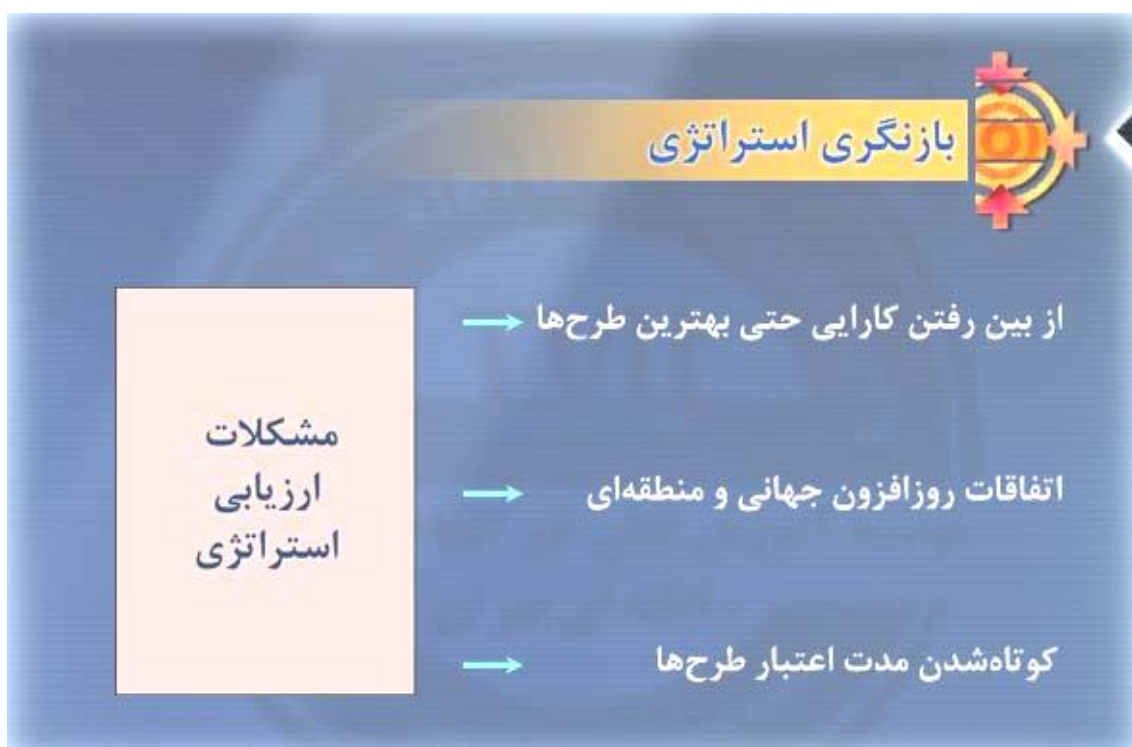 بازنگری استراتژی
از بین رفتن کارایی حتی بهترین طرح‌ها
اتفاقات روزافزون جهانی و منطقه‌ای
کوتاه‌شدن مدت اعتبار طرح‌ها
مشکلات
ارزیابی
استراتژی